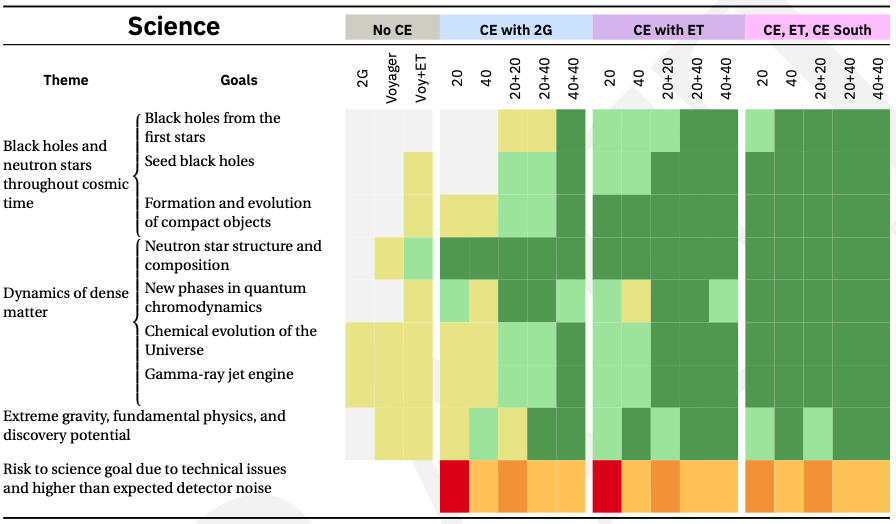 Science
No CE
CE with 2G
CE with ET
CE, ET, CE South
Theme
Goals
2G
Voyager
Voy+ET
20
40
20+20
20+40
40+40
20
40
20+20
20+40
40+40
20
40
20+20
20+40
40+40
Black holes and
neutron stars
throughout cosmic
time
Black holes from the
first stars
Seed black holes
Formation and evolution
of compact objects
Dynamics of dense
matter
Neutron star structure and
composition
New phases in quantum
chromodynamics
Chemical evolution of the
Universe
Gamma-ray jet engine
Extreme gravity, fundamental physics, and
discovery potential
Risk to science goal due to technical issues
and higher than expected detector noise